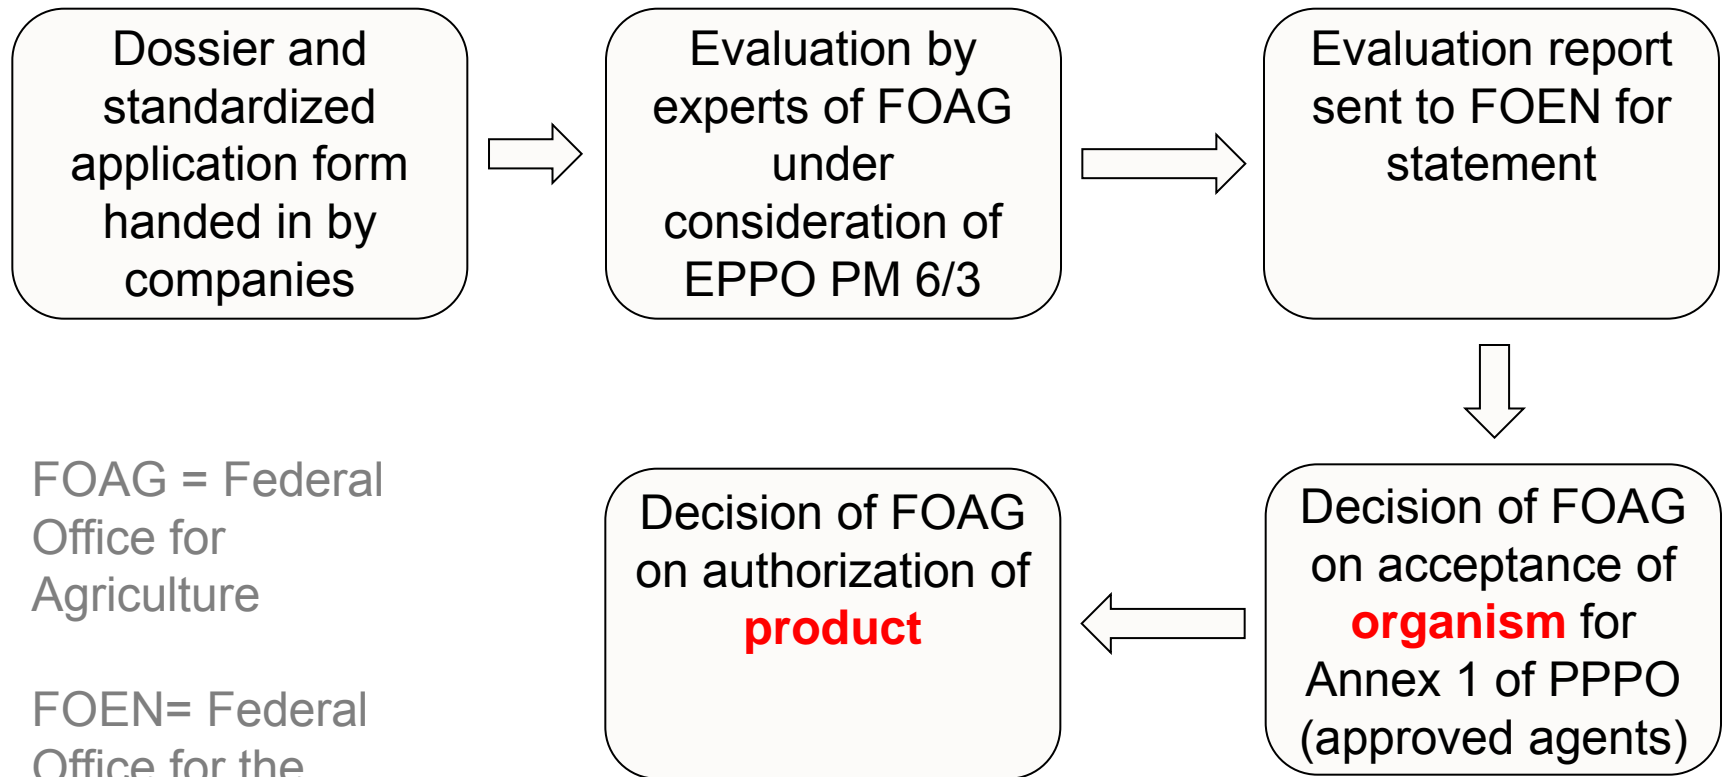 Dossier and
standardized
application form
handed in by
companies
Evaluation by
experts of FOAG
under
consideration of
EPPO PM 6/3
Evaluation report
sent to FOEN for
statement
Decision of FOAG
on acceptance of
organism for
Annex 1 of PPPO
(approved agents)
Decision of FOAG
on authorization of
product
FOAG = Federal
Office for
Agriculture
FOEN= Federal
Office for the